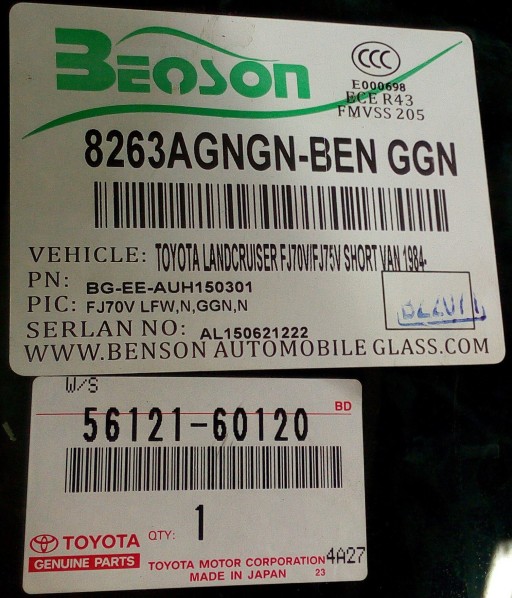 BENSON
CCC
E000698
ECE R43
FMVSS 205
8263AGNGN-BEN GGN
VEHICLE: TOYOTA LANDCRUISER FJ70V/FJ75V SHORT VAN 1984-
PN: BG-EE-AUH150301
PIC: FJ70V LFW,N,GGN,N
SERLAN NO: AL150621222
WWW.BENSON AUTOMOBILE GLASS.COM
W/S
BD
56121-60120
QTY: 1
TOYOTA
GENUINE PARTS
TOYOTA MOTOR CORPORATION 4A27
MADE IN JAPAN 23